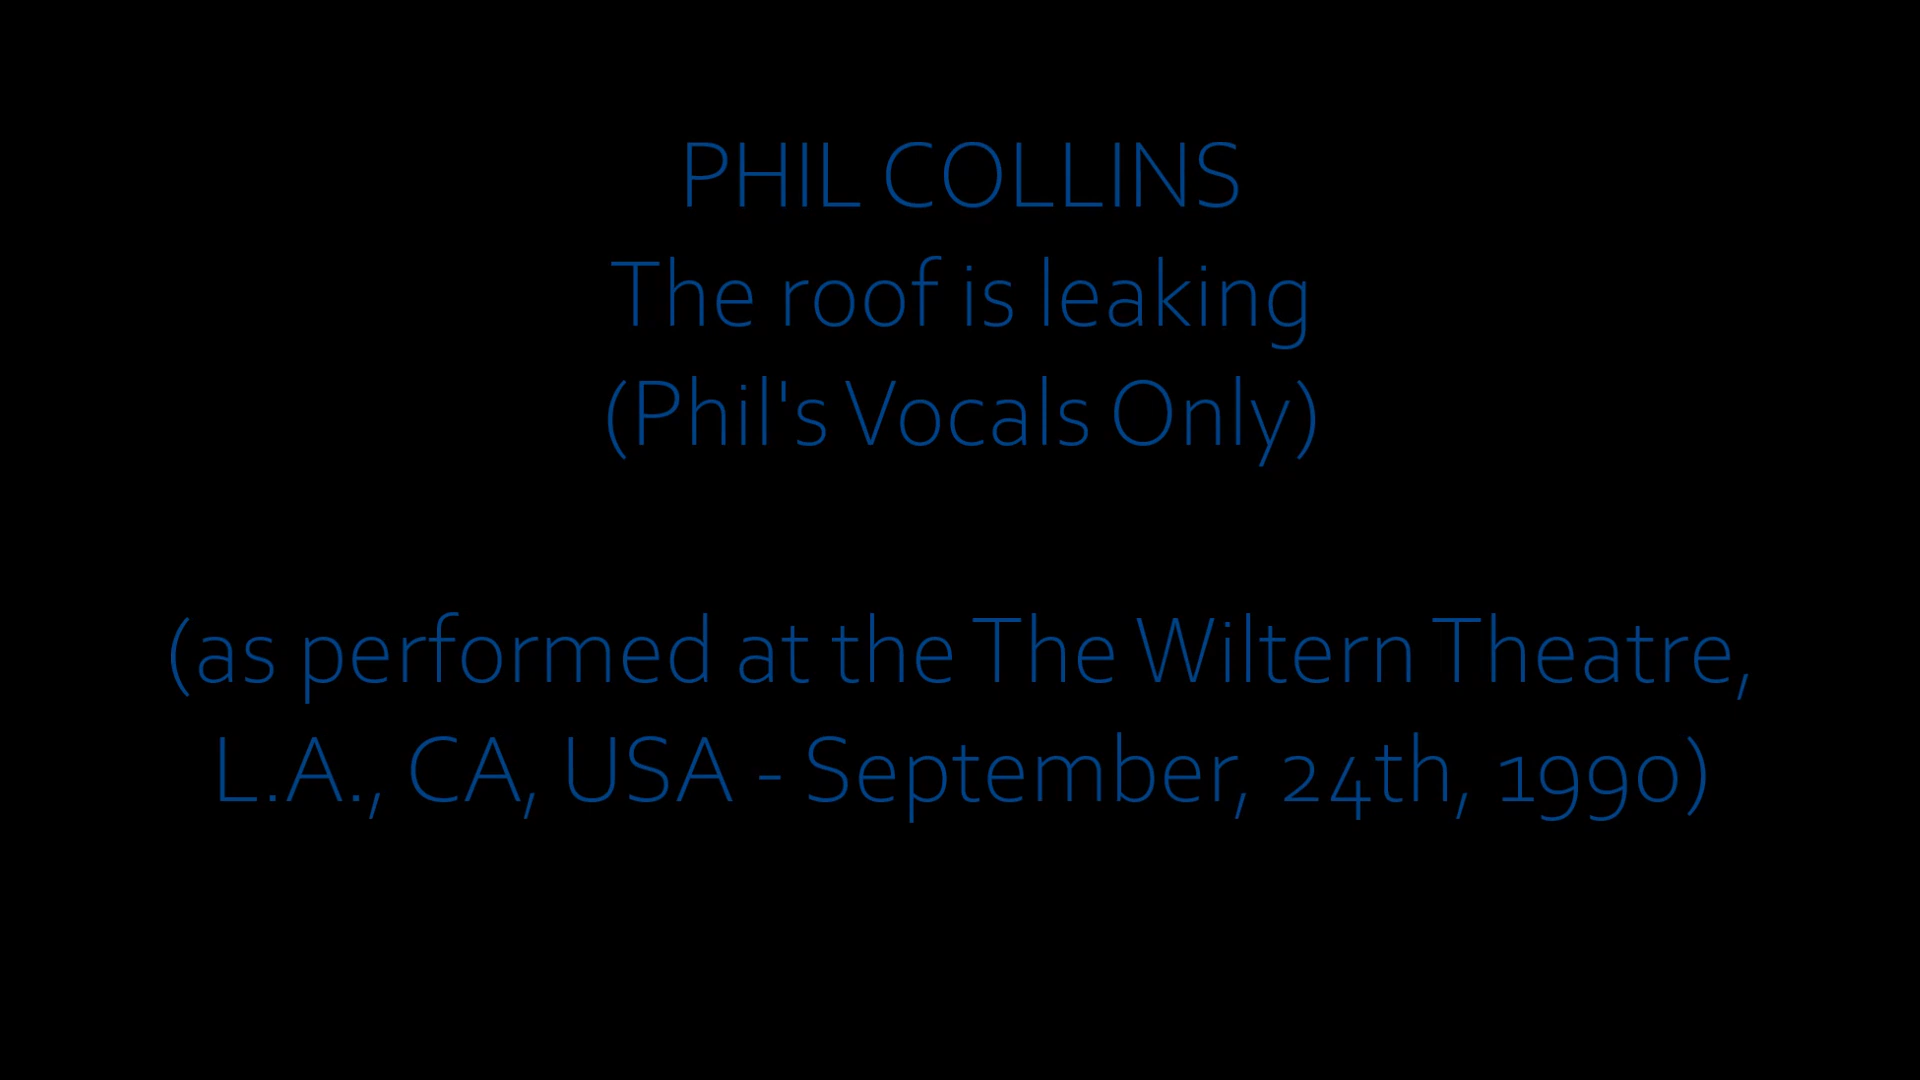 PHIL COLLINS
The roof is leaking
(Phil's Vocals Only)
(as performed at the The Wiltern Theatre,
L.A., CA, USA - September, 24th, 1990)